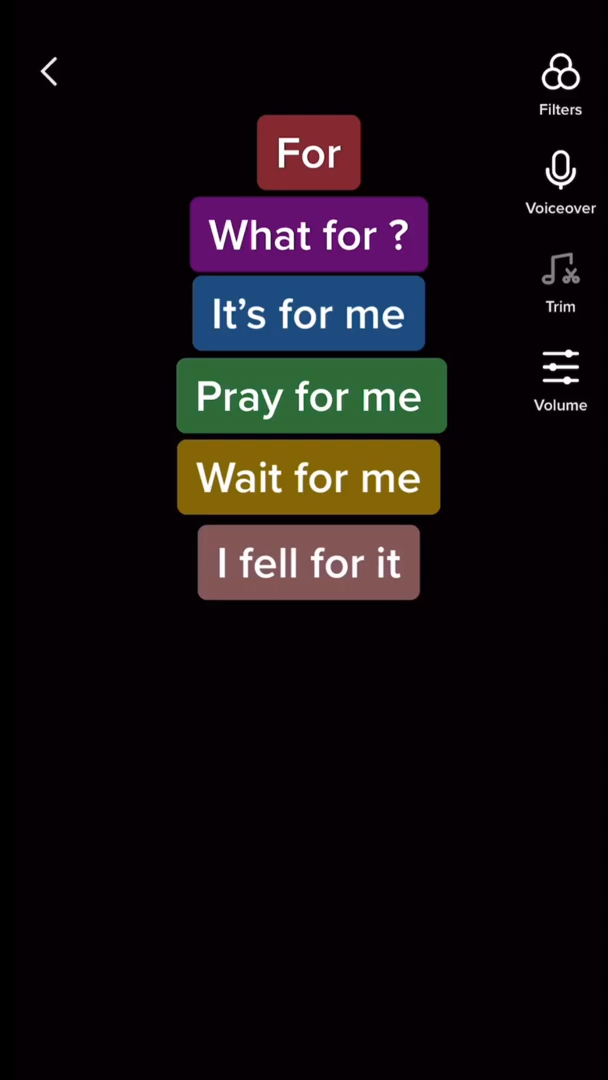 For
What for ?
It’s for me
Pray for me
Wait for me
I fell for it
Filters
Voiceover
Trim
Volume